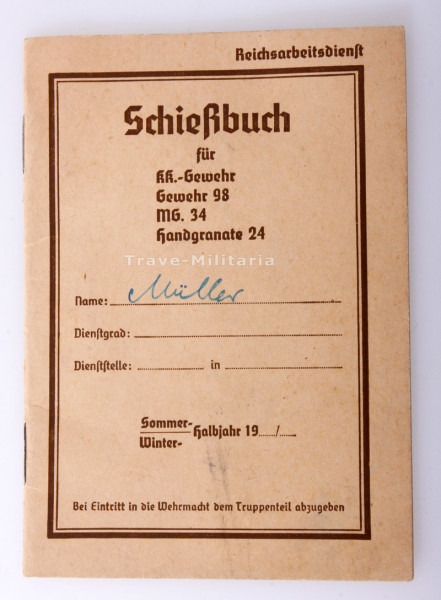 Reichsarbeitsdienst
Schießbuch
für
KK.-Gewehr
Gewehr 98
MG. 34
Handgranate 24
Trave-Militaria
Name: Müller
Dienstgrad:
Dienststelle: in
Sommer-
Winter- Halbjahr 19 /
Bei Eintritt in die Wehrmacht dem Truppenteil abzugeben